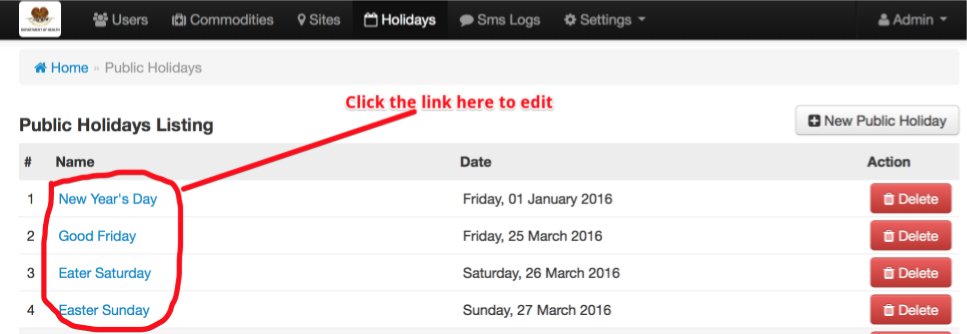 DEPARTMENT OF HEALTH
Users Commodities Sites Holidays Sms Logs Settings Admin
Home » Public Holidays
Click the link here to edit
Public Holidays Listing
New Public Holiday
# Name Date Action
1 New Year's Day Friday, 01 January 2016 Delete
2 Good Friday Friday, 25 March 2016 Delete
3 Eater Saturday Saturday, 26 March 2016 Delete
4 Easter Sunday Sunday, 27 March 2016 Delete